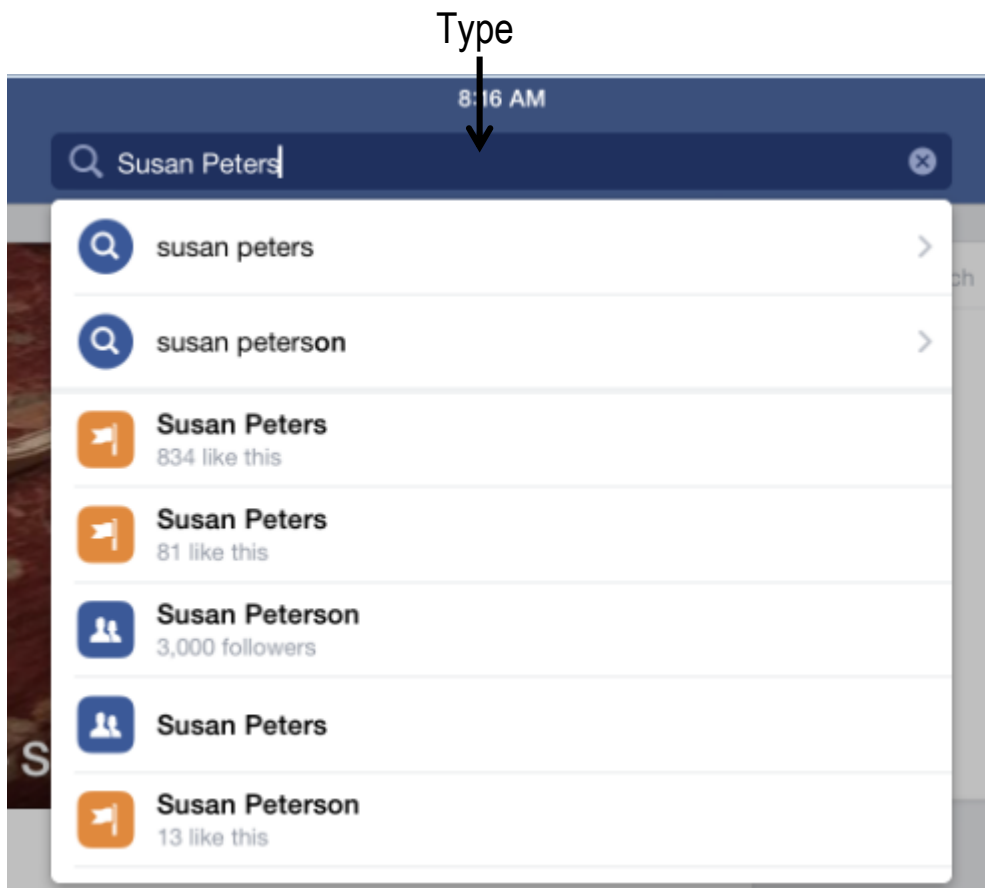 Type
8:16 AM
Susan Peters
susan peters
susan peterson
Susan Peters
834 like this
Susan Peters
81 like this
Susan Peterson
3,000 followers
Susan Peters
Susan Peterson
13 like this